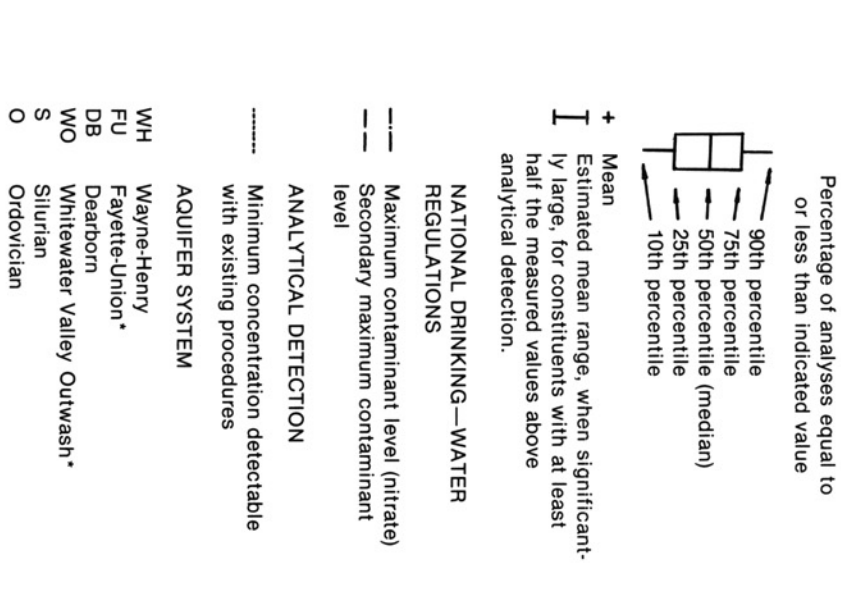 Percentage of analyses equal to
or less than indicated value
90th percentile
75th percentile
50th percentile (median)
25th percentile
10th percentile
+ Mean
Estimated mean range, when significant-
ly large, for constituents with at least
half the measured values above
analytical detection.
NATIONAL DRINKING—WATER
REGULATIONS
Maximum contaminant level (nitrate)
Secondary maximum contaminant
level
ANALYTICAL DETECTION
Minimum concentration detectable
with existing procedures
AQUIFER SYSTEM
WH Wayne-Henry
FU Fayette-Union*
DB Dearborn
WO Whitewater Valley Outwash*
S Silurian
O Ordovician